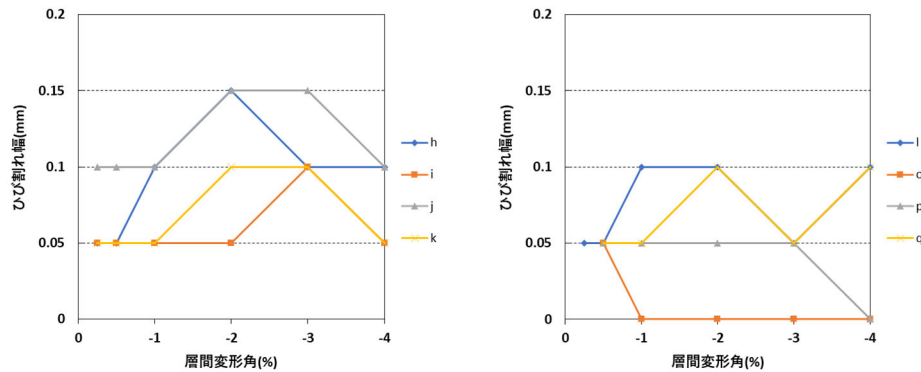 0.2
0.15
0.1
0.05
0
ひび割れ幅(mm)
0 -1 -2 -3 -4
層間変形角(%)
h
i
j
k
0.2
0.15
0.1
0.05
0
ひび割れ幅(mm)
0 -1 -2 -3 -4
層間変形角(%)
l
o
p
q